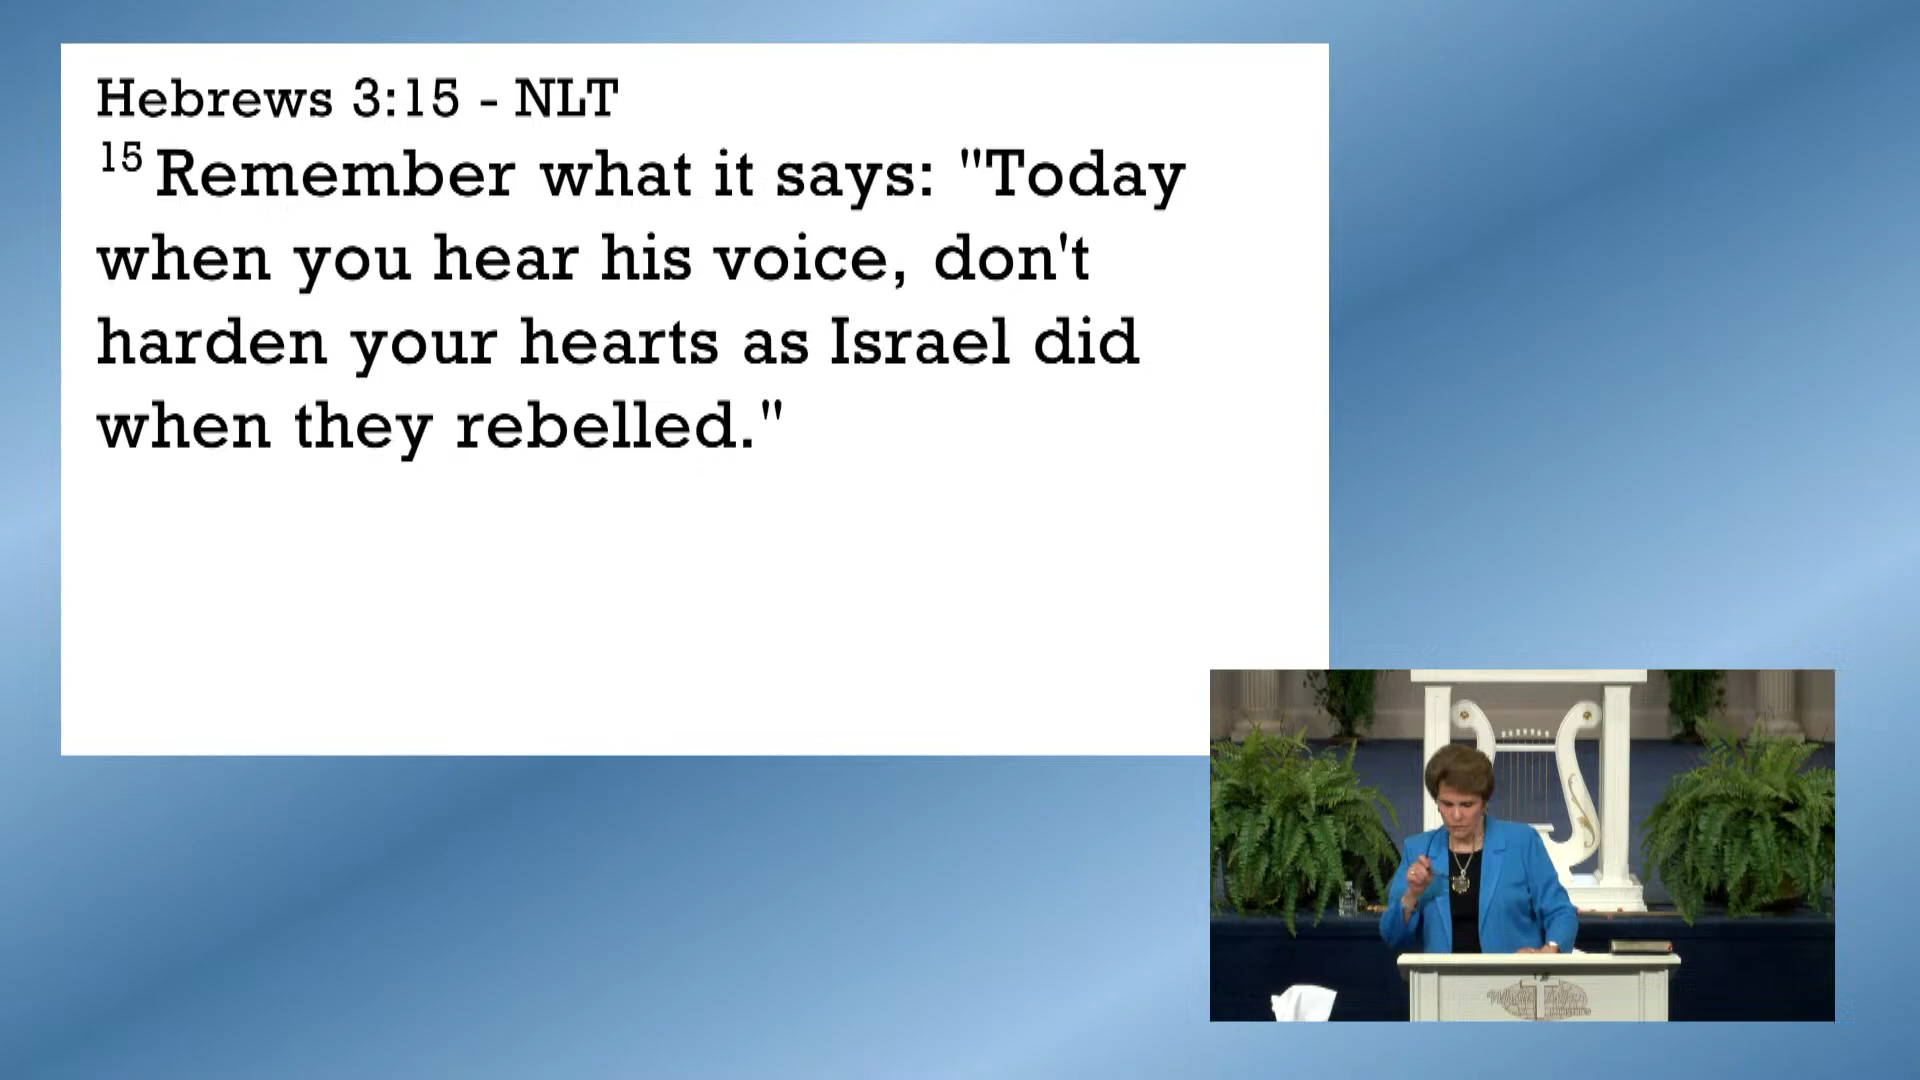 Hebrews 3:15 - NLT
15 Remember what it says: "Today
when you hear his voice, don't
harden your hearts as Israel did
when they rebelled."